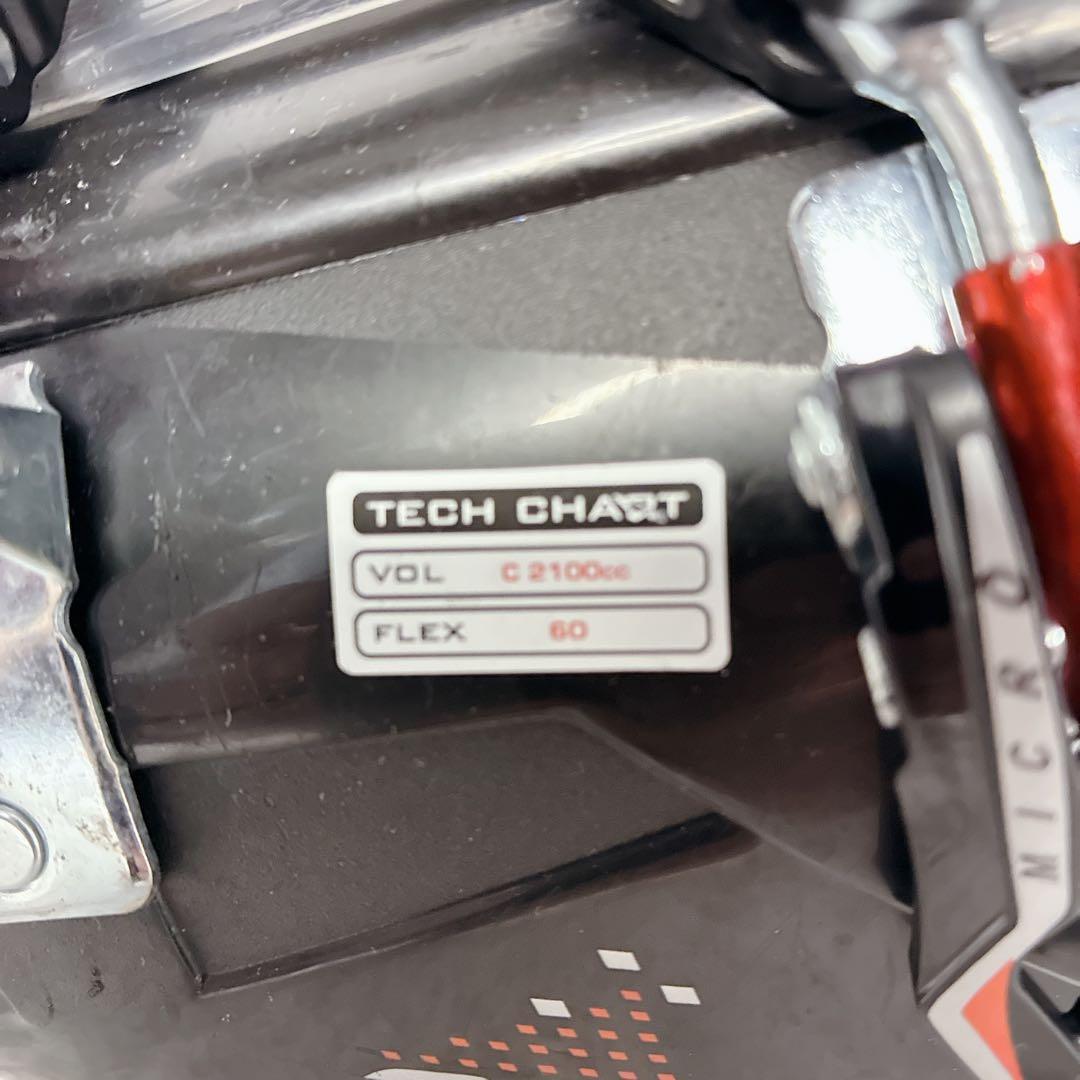 TECH CHART
VOL C 2100cc
FLEX 60
MICRO